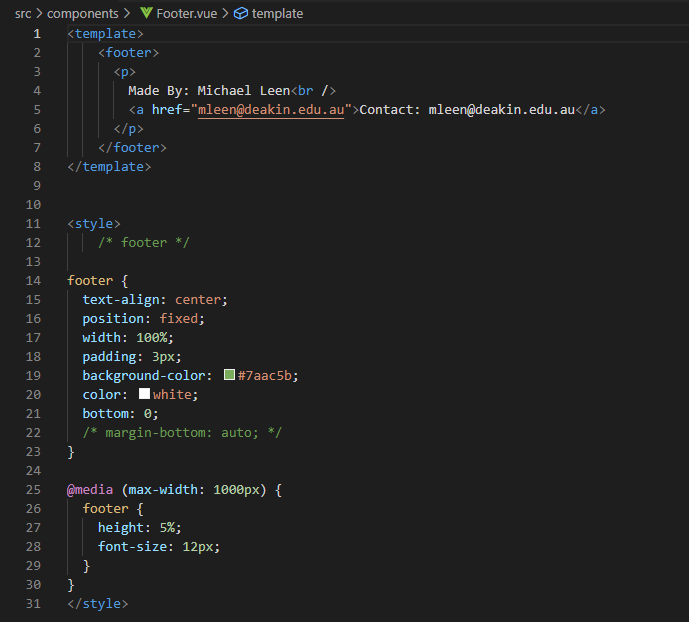 src > components > Footer.vue > template
1 <template>
2     <footer>
3       <p>
4         Made By: Michael Leen<br />
5         <a href="mleen@deakin.edu.au">Contact: mleen@deakin.edu.au</a>
6       </p>
7     </footer>
8 </template>
9
10
11 <style>
12     /* footer */
13
14 footer {
15   text-align: center;
16   position: fixed;
17   width: 100%;
18   padding: 3px;
19   background-color: #7aac5b;
20   color: white;
21   bottom: 0;
22   /* margin-bottom: auto; */
23 }
24
25 @media (max-width: 1000px) {
26   footer {
27     height: 5%;
28     font-size: 12px;
29   }
30 }
31 </style>